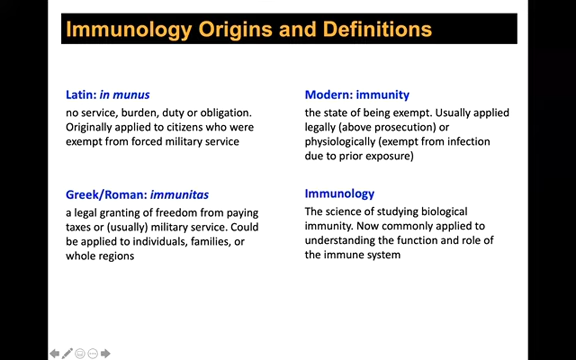 Immunology Origins and Definitions
Latin: in munus
no service, burden, duty or obligation.
Originally applied to citizens who were
exempt from forced military service
Greek/Roman: immunitas
a legal granting of freedom from paying
taxes or (usually) military service. Could
be applied to individuals, families, or
whole regions
Modern: immunity
the state of being exempt. Usually applied
legally (above prosecution) or
physiologically (exempt from infection
due to prior exposure)
Immunology
The science of studying biological
immunity. Now commonly applied to
understanding the function and role of
the immune system